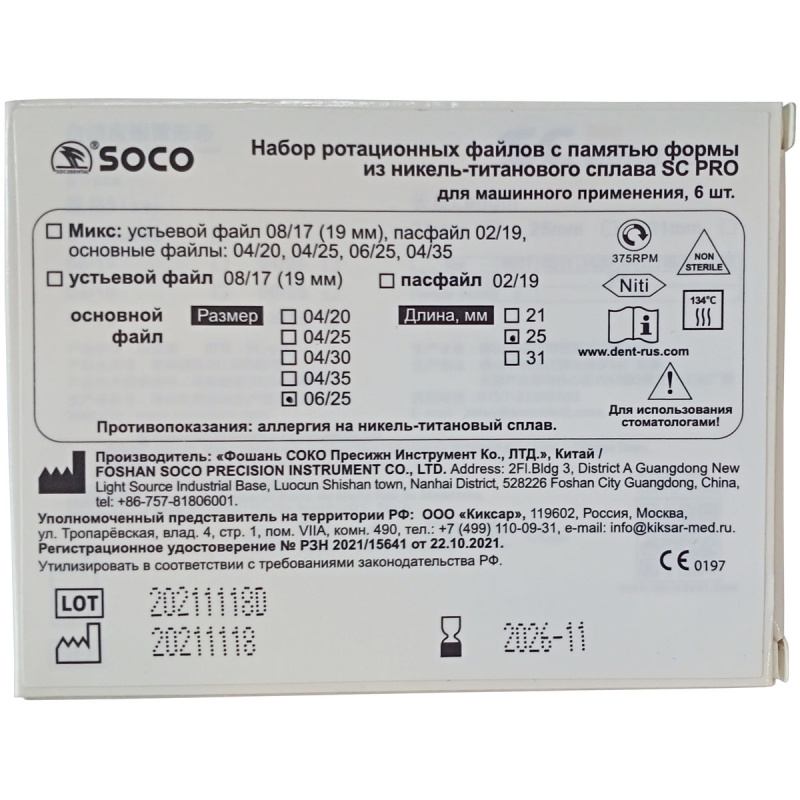 SOCO
SOCODENTAL
Набор ротационных файлов с памятью формы
из никель-титанового сплава SC PRO
для машинного применения, 6 шт.
Микс: устьевой файл 08/17 (19 мм), пасфайл 02/19,
основные файлы: 04/20, 04/25, 06/25, 04/35
устьевой файл 08/17 (19 мм) пасфайл 02/19
основной файл
Размер
04/20
04/25
04/30
04/35
06/25
Длина, мм
21
25
31
375RPM
NON
STERILE
Niti
134°C
i
www.dent-rus.com
Для использования
стоматологами!
Противопоказания: аллергия на никель-титановый сплав.
Производитель: «Фошань СОКО Пресижн Инструмент Ко., ЛТД.», Китай /
FOSHAN SOCO PRECISION INSTRUMENT CO., LTD. Address: 2Fl.Bldg 3, District A Guangdong New
Light Source Industrial Base, Luocun Shishan town, Nanhai District, 528226 Foshan City Guangdong, China,
tel: +86-757-81806001.
Уполномоченный представитель на территории РФ: ООО «Киксар», 119602, Россия, Москва,
ул. Тропарёвская, влад. 4, стр. 1, пом. VIIA, комн. 490, тел.: +7 (499) 110-09-31, e-mail: info@kiksar-med.ru.
Регистрационное удостоверение № РЗН 2021/15641 от 22.10.2021.
Утилизировать в соответствии с требованиями законодательства РФ.
CE 0197
LOT 20211118D
20211118
2026-11